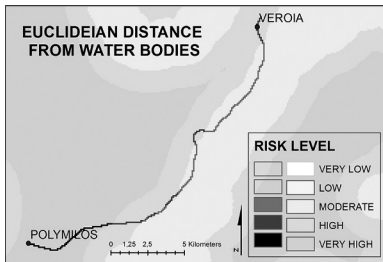 VEROIA
EUCLIDEIAN DISTANCE
FROM WATER BODIES
RISK LEVEL
VERY LOW
LOW
MODERATE
HIGH
VERY HIGH
POLYMILOS
0 1.25 2.5 5 Kilometers
N